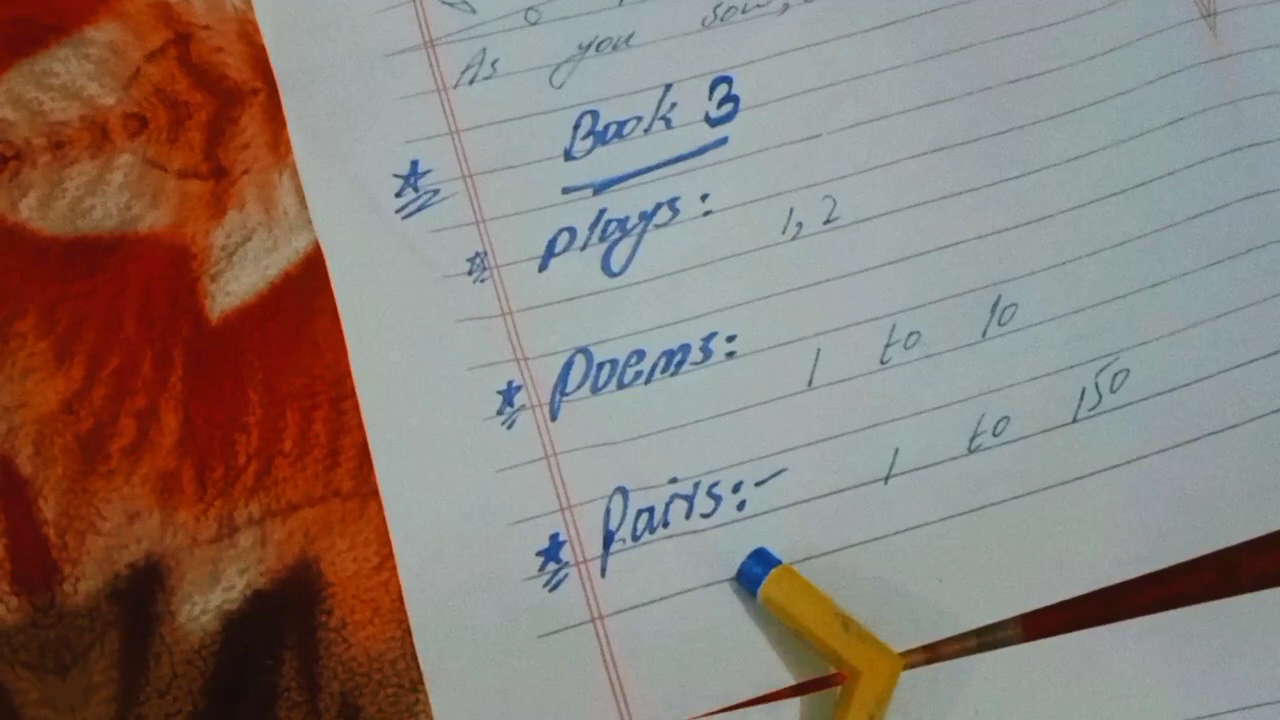 As you sow,
Book 3
Plays: 1, 2
Poems: 1 to 10
Pairs:- 1 to 150